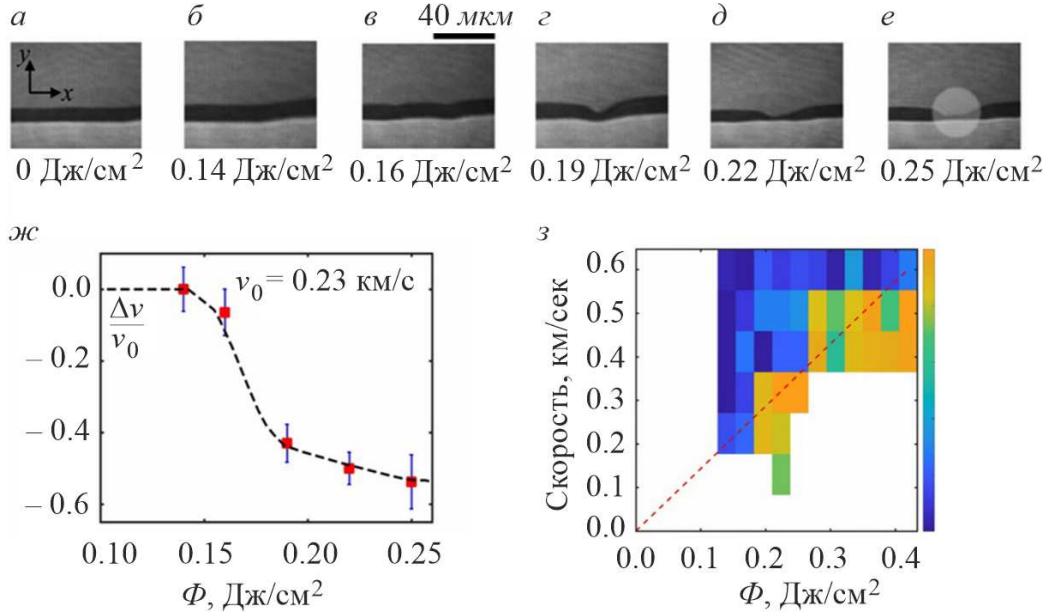 а б в 40 мкм г д е
y
x
0 Дж/см²
0.14 Дж/см²
0.16 Дж/см²
0.19 Дж/см²
0.22 Дж/см²
0.25 Дж/см²
ж
0.0
− 0.2
− 0.4
− 0.6
Δv
v₀
v₀ = 0.23 км/с
0.10 0.15 0.20 0.25
Φ, Дж/см²
з
Скорость, км/сек
0.6
0.5
0.4
0.3
0.2
0.1
0.0
0.0 0.1 0.2 0.3 0.4
Φ, Дж/см²